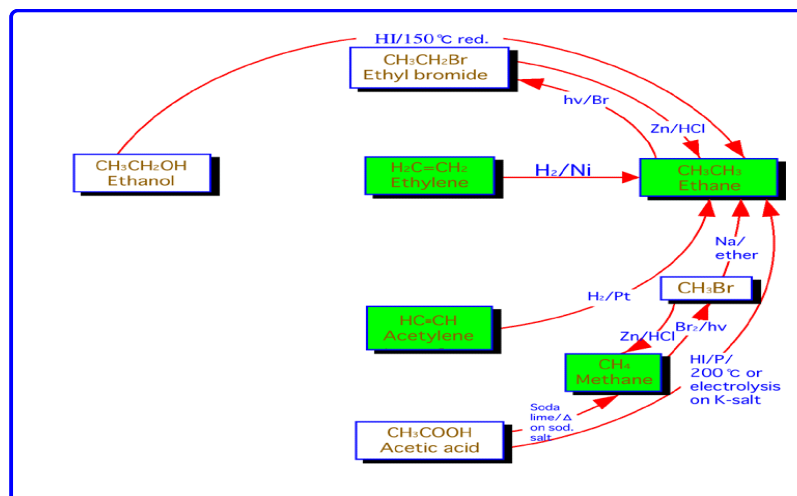 HI/150℃ red.
CH₃CH₂Br
Ethyl bromide
hv/Br
Zn/HCl
CH₃CH₂OH
Ethanol
H₂C=CH₂
Ethylene
H₂/Ni
CH₃CH₃
Ethane
Na/
ether
H₂/Pt
CH₃Br
HC≡CH
Acetylene
Zn/HCl
Br₂/hv
CH₄
Methane
HI/P/
200℃ or
electrolysis
on K-salt
Soda
lime/Δ
on sod.
salt
CH₃COOH
Acetic acid